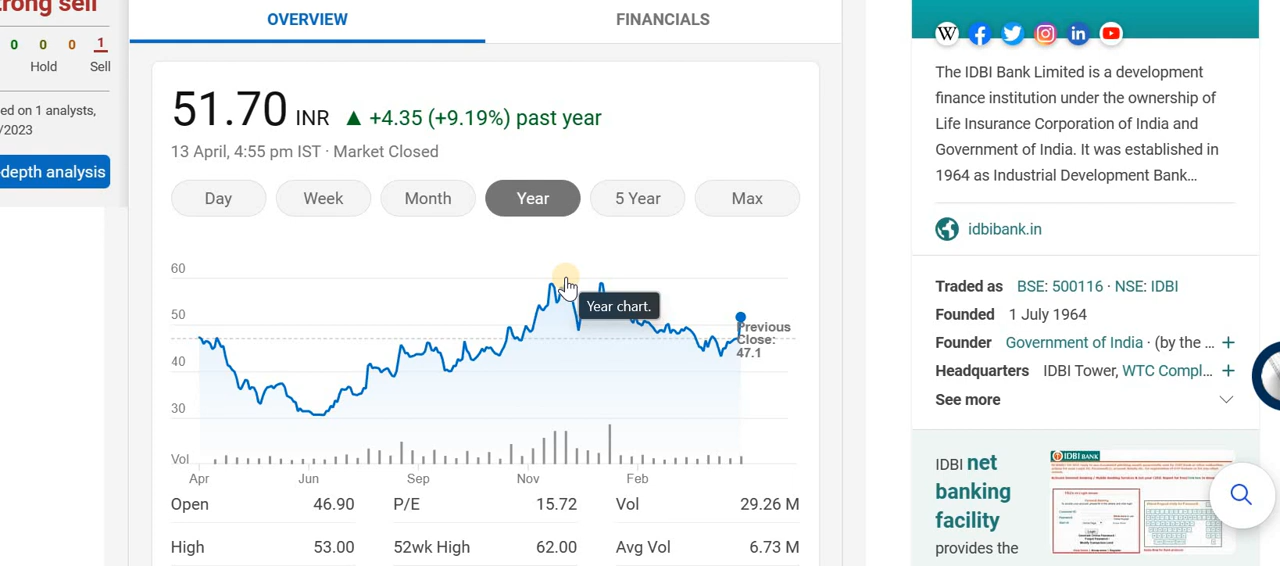 rong sell
0 0 0 1
Hold Sell
ed on 1 analysts,
/2023
depth analysis
OVERVIEW FINANCIALS
51.70 INR ▲ +4.35 (+9.19%) past year
13 April, 4:55 pm IST · Market Closed
Day Week Month Year 5 Year Max
60
50
40
30
Vol
Year chart.
Previous
Close:
47.1
Apr Jun Sep Nov Feb
Open 46.90 P/E 15.72 Vol 29.26 M
High 53.00 52wk High 62.00 Avg Vol 6.73 M
W
The IDBI Bank Limited is a development
finance institution under the ownership of
Life Insurance Corporation of India and
Government of India. It was established in
1964 as Industrial Development Bank...
idbibank.in
Traded as BSE: 500116 · NSE: IDBI
Founded 1 July 1964
Founder Government of India · (by the ... +
Headquarters IDBI Tower, WTC Compl... +
See more
IDBI net
banking
facility
provides the
IDBI BANK